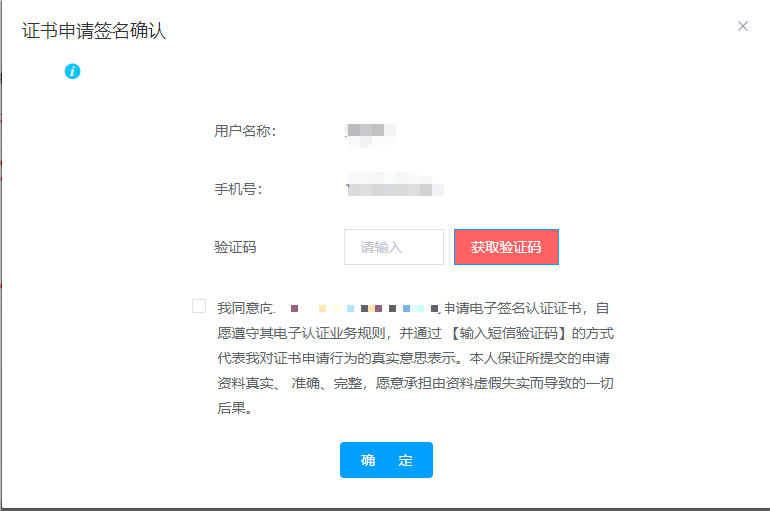 证书申请签名确认
用户名称：
手机号：
验证码
请输入
获取验证码
我同意向 申请电子签名认证证书，自
愿遵守其电子认证业务规则，并通过 【输入短信验证码】的方式
代表我对证书申请行为的真实意思表示。本人保证所提交的申请
资料真实、 准确、完整，愿意承担由资料虚假失实而导致的一切
后果。
确 定